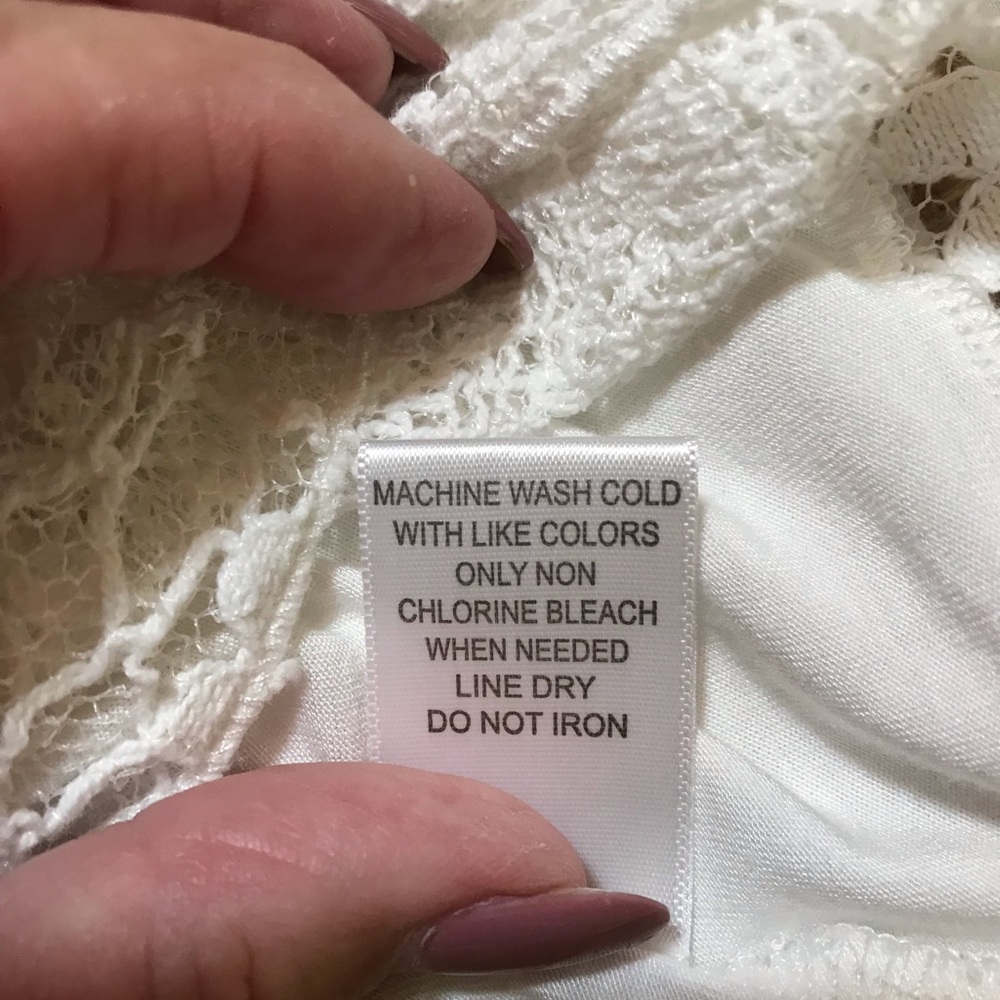 MACHINE WASH COLD
WITH LIKE COLORS
ONLY NON
CHLORINE BLEACH
WHEN NEEDED
LINE DRY
DO NOT IRON